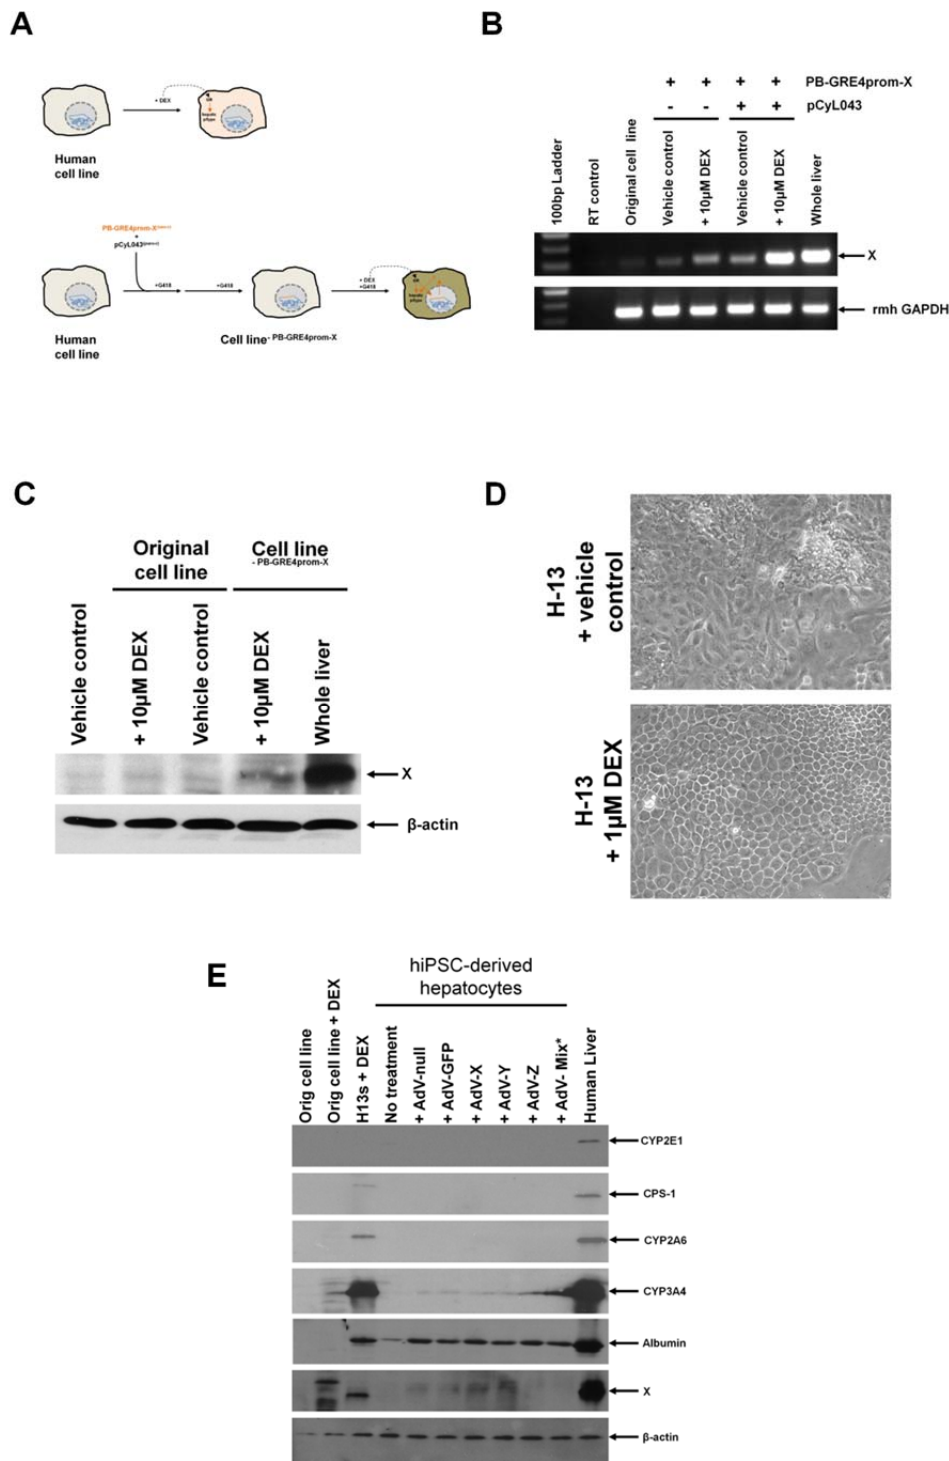 A
+ DEX
Human
cell line
PB-GRE4prom-X
+
pCyL043
+G418
+G418
+ DEX
+G418
Human
cell line
Cell line - PB-GRE4prom-X
B
+ + + + PB-GRE4prom-X
- - + + pCyL043
100bp Ladder
RT control
Original cell line
Vehicle control
+ 10µM DEX
Vehicle control
+ 10µM DEX
Whole liver
X
rmh GAPDH
C
Original
cell line
Cell line
- PB-GRE4prom-X
Vehicle control
+ 10µM DEX
Vehicle control
+ 10µM DEX
Whole liver
X
β-actin
D
H-13
+ vehicle
control
H-13
+ 1µM DEX
E
hiPSC-derived
hepatocytes
Orig cell line
Orig cell line + DEX
H13s + DEX
No treatment
+ AdV-null
+ AdV-GFP
+ AdV-X
+ AdV-Y
+ AdV-Z
+ AdV- Mix*
Human Liver
CYP2E1
CPS-1
CYP2A6
CYP3A4
Albumin
X
β-actin